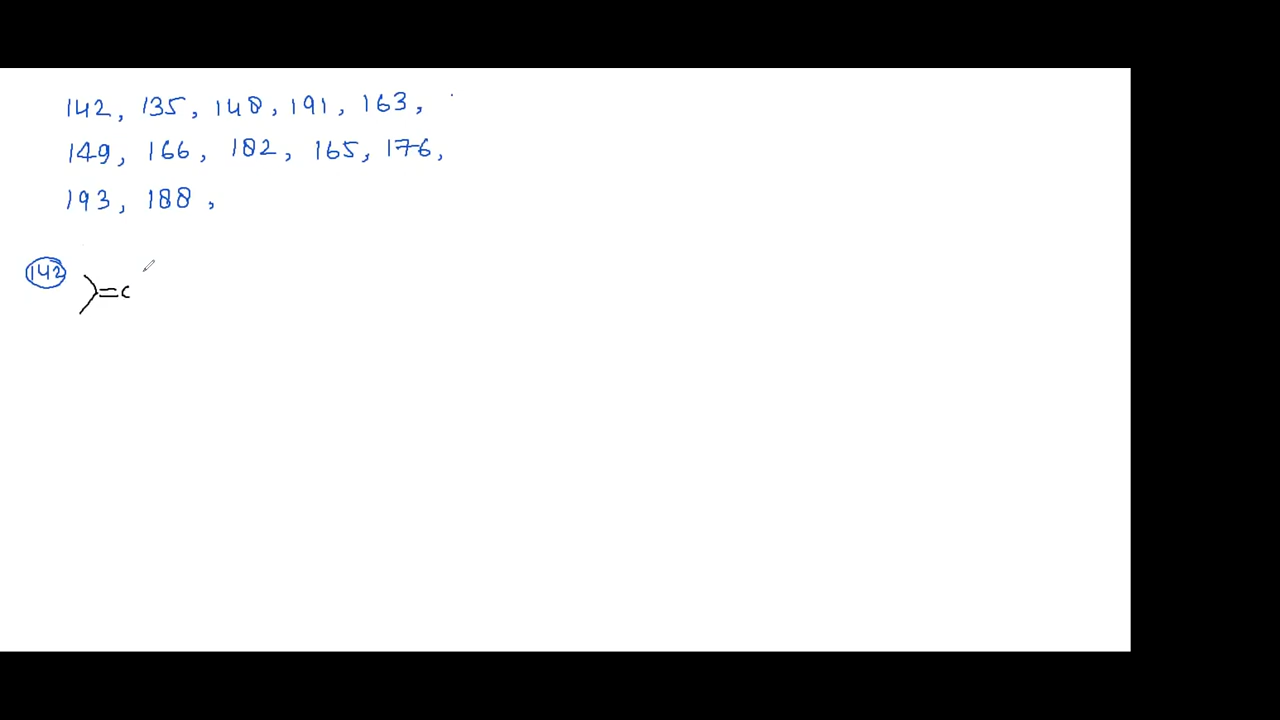 142, 135, 148, 191, 163,
149, 166, 182, 165, 176,
193, 188,
142
=C